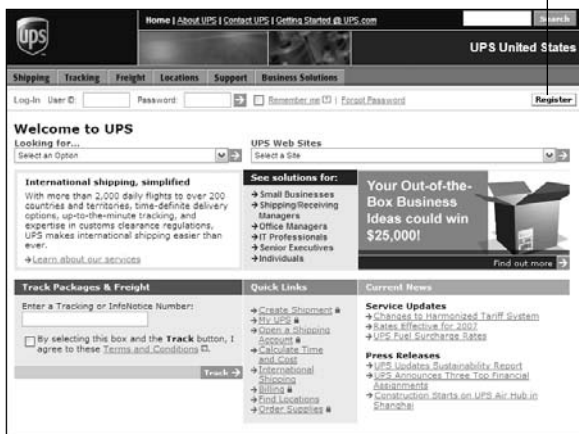 Home | About UPS | Contact UPS | Getting Started @ UPS.com
Search
ups
UPS United States
Shipping Tracking Freight Locations Support Business Solutions
Log-In User ID: Password: Remember me [?] | Forgot Password
Register
Welcome to UPS
Looking for...
Select an Option
UPS Web Sites
Select a Site
International shipping, simplified
With more than 2,000 daily flights to over 200
countries and territories, time-definite delivery
options, up-to-the-minute tracking, and
expertise in customs clearance regulations,
UPS makes international shipping easier than
ever.
Learn about our services
See solutions for:
Small Businesses
Shipping/Receiving
Managers
Office Managers
IT Professionals
Senior Executives
Individuals
Your Out-of-the-
Box Business
Ideas could win
$25,000!
Find out more
Track Packages & Freight
Enter a Tracking or InfoNotice Number:
By selecting this box and the Track button, I
agree to these Terms and Conditions
Track
Quick Links
Create Shipment
My UPS
Open a Shipping
Account
Calculate Time
and Cost
International
Shipping
Billing
Find Locations
Order Supplies
Current News
Service Updates
Changes to Harmonized Tariff System
Rates Effective for 2007
UPS Fuel Surcharge Rates
Press Releases
UPS Updates Sustainability Report
UPS Announces Three Top Financial
Assignments
Construction Starts on UPS Air Hub in
Shanghai